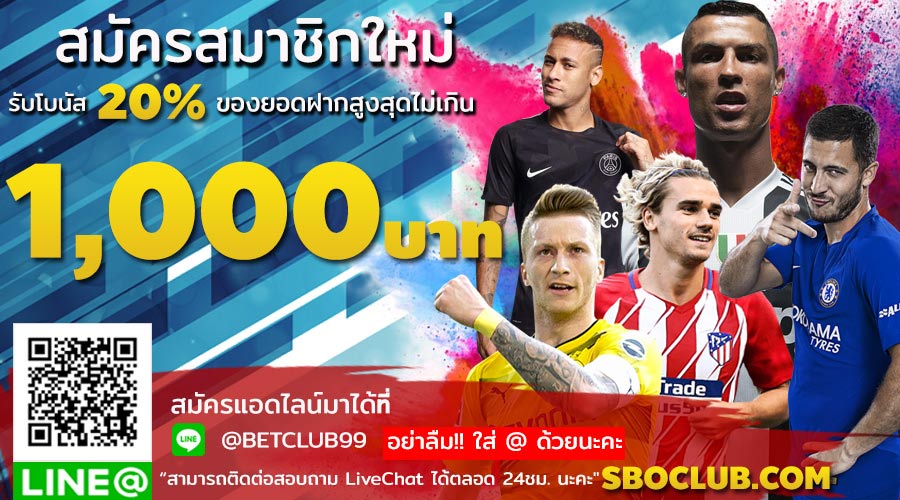 สมัครสมาชิกใหม่
รับโบนัส 20% ของยอดฝากสูงสุดไม่เกิน
1,000บาท
PARIS
YOKOHAMA
TYRES
Trade
สมัครแอดไลน์มาได้ที่
LINE @BETCLUB99 อย่าลืม!! ใส่ @ ด้วยนะคะ
LINE@
“สามารถติดต่อสอบถาม LiveChat ได้ตลอด 24ชม. นะคะ" SBOCLUB.COM